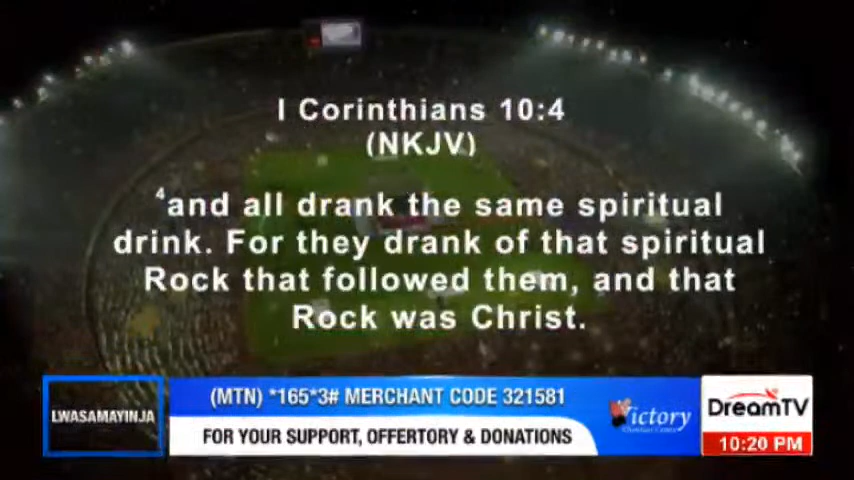 I Corinthians 10:4
(NKJV)
⁴and all drank the same spiritual
drink. For they drank of that spiritual
Rock that followed them, and that
Rock was Christ.
LWASAMAYINJA
(MTN) *165*3# MERCHANT CODE 321581
FOR YOUR SUPPORT, OFFERTORY & DONATIONS
Victory
Christian Centre
DreamTV
10:20 PM